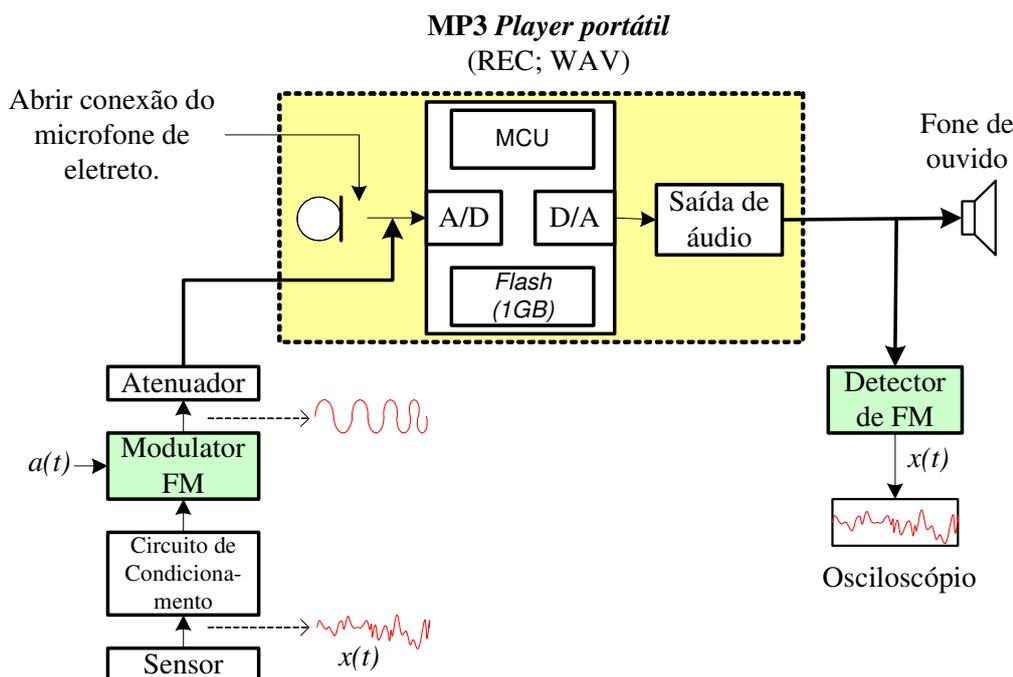 MP3 Player portátil
(REC; WAV)
Abrir conexão do
microfone de
eletreto.
MCU
A/D
D/A
Flash
(1GB)
Saída de
áudio
Fone de
ouvido
Atenuador
Modulator
FM
a(t)
Circuito de
Condiciona-
mento
Sensor
x(t)
Detector
de FM
x(t)
Osciloscópio